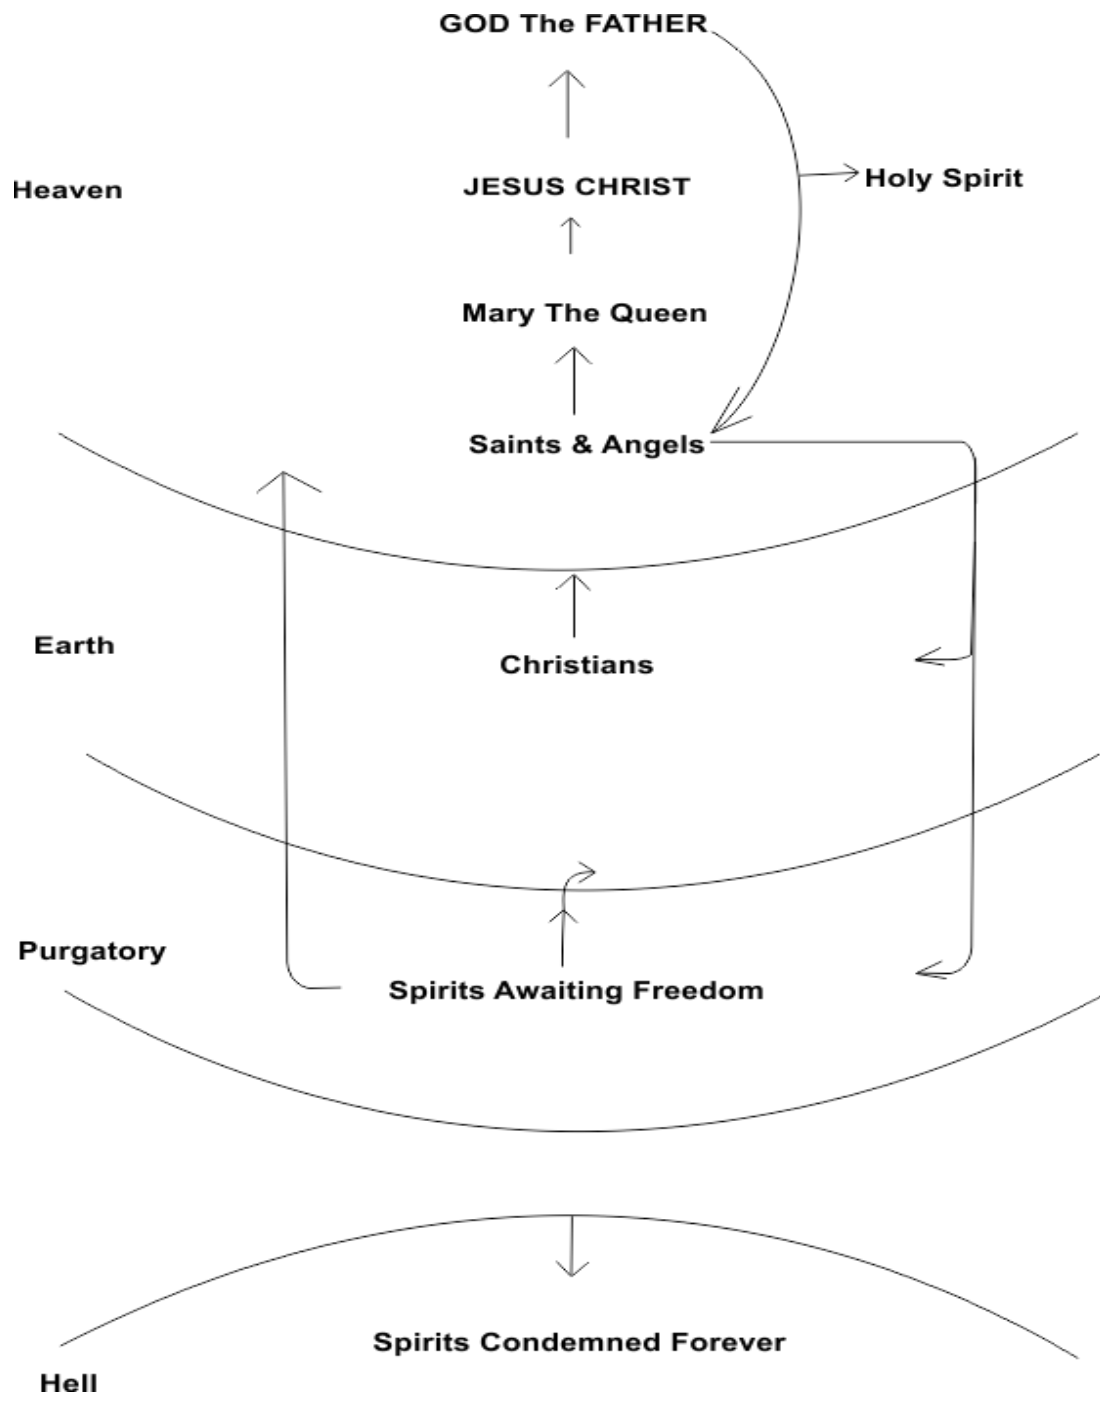 GOD The FATHER
Holy Spirit
Heaven
JESUS CHRIST
Mary The Queen
Saints & Angels
Earth
Christians
Purgatory
Spirits Awaiting Freedom
Spirits Condemned Forever
Hell